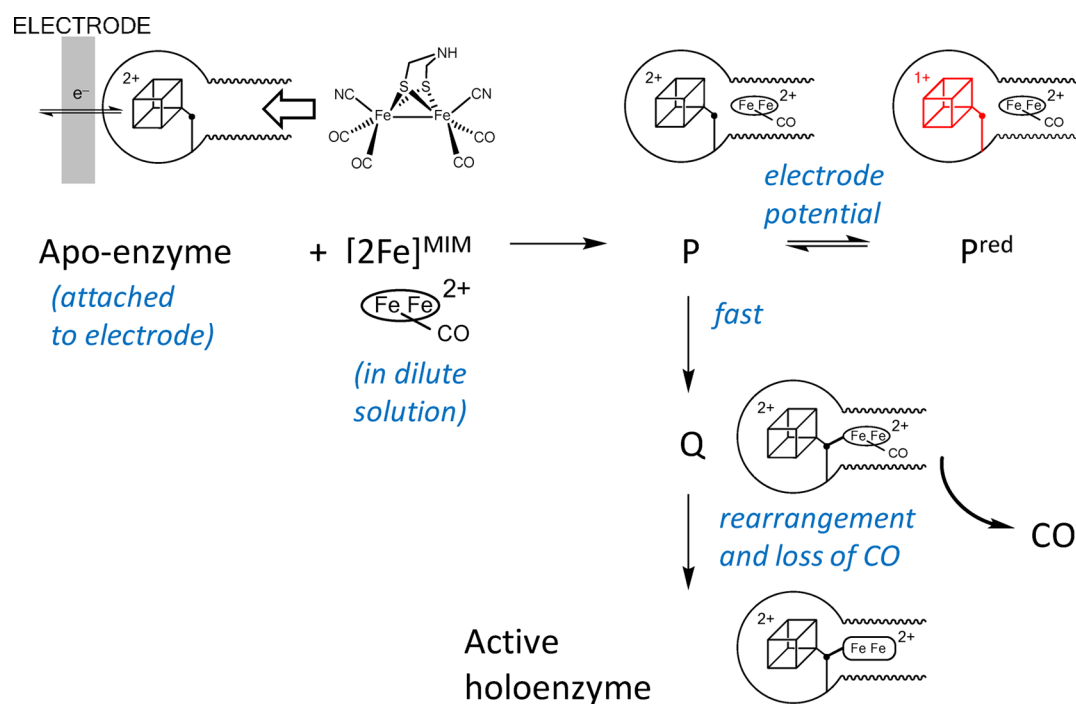 ELECTRODE
2+
e–
NH
S
S
NC
CN
Fe
Fe
OC
CO
OC
CO
2+
Fe Fe
2+
CO
1+
Fe Fe
2+
CO
electrode
potential
Apo-enzyme + [2Fe]MIM
P
Pred
(attached
to electrode)
Fe Fe
2+
CO
(in dilute
solution)
fast
Q
2+
Fe Fe
2+
CO
rearrangement
and loss of CO
CO
Active
holoenzyme
2+
Fe Fe
2+